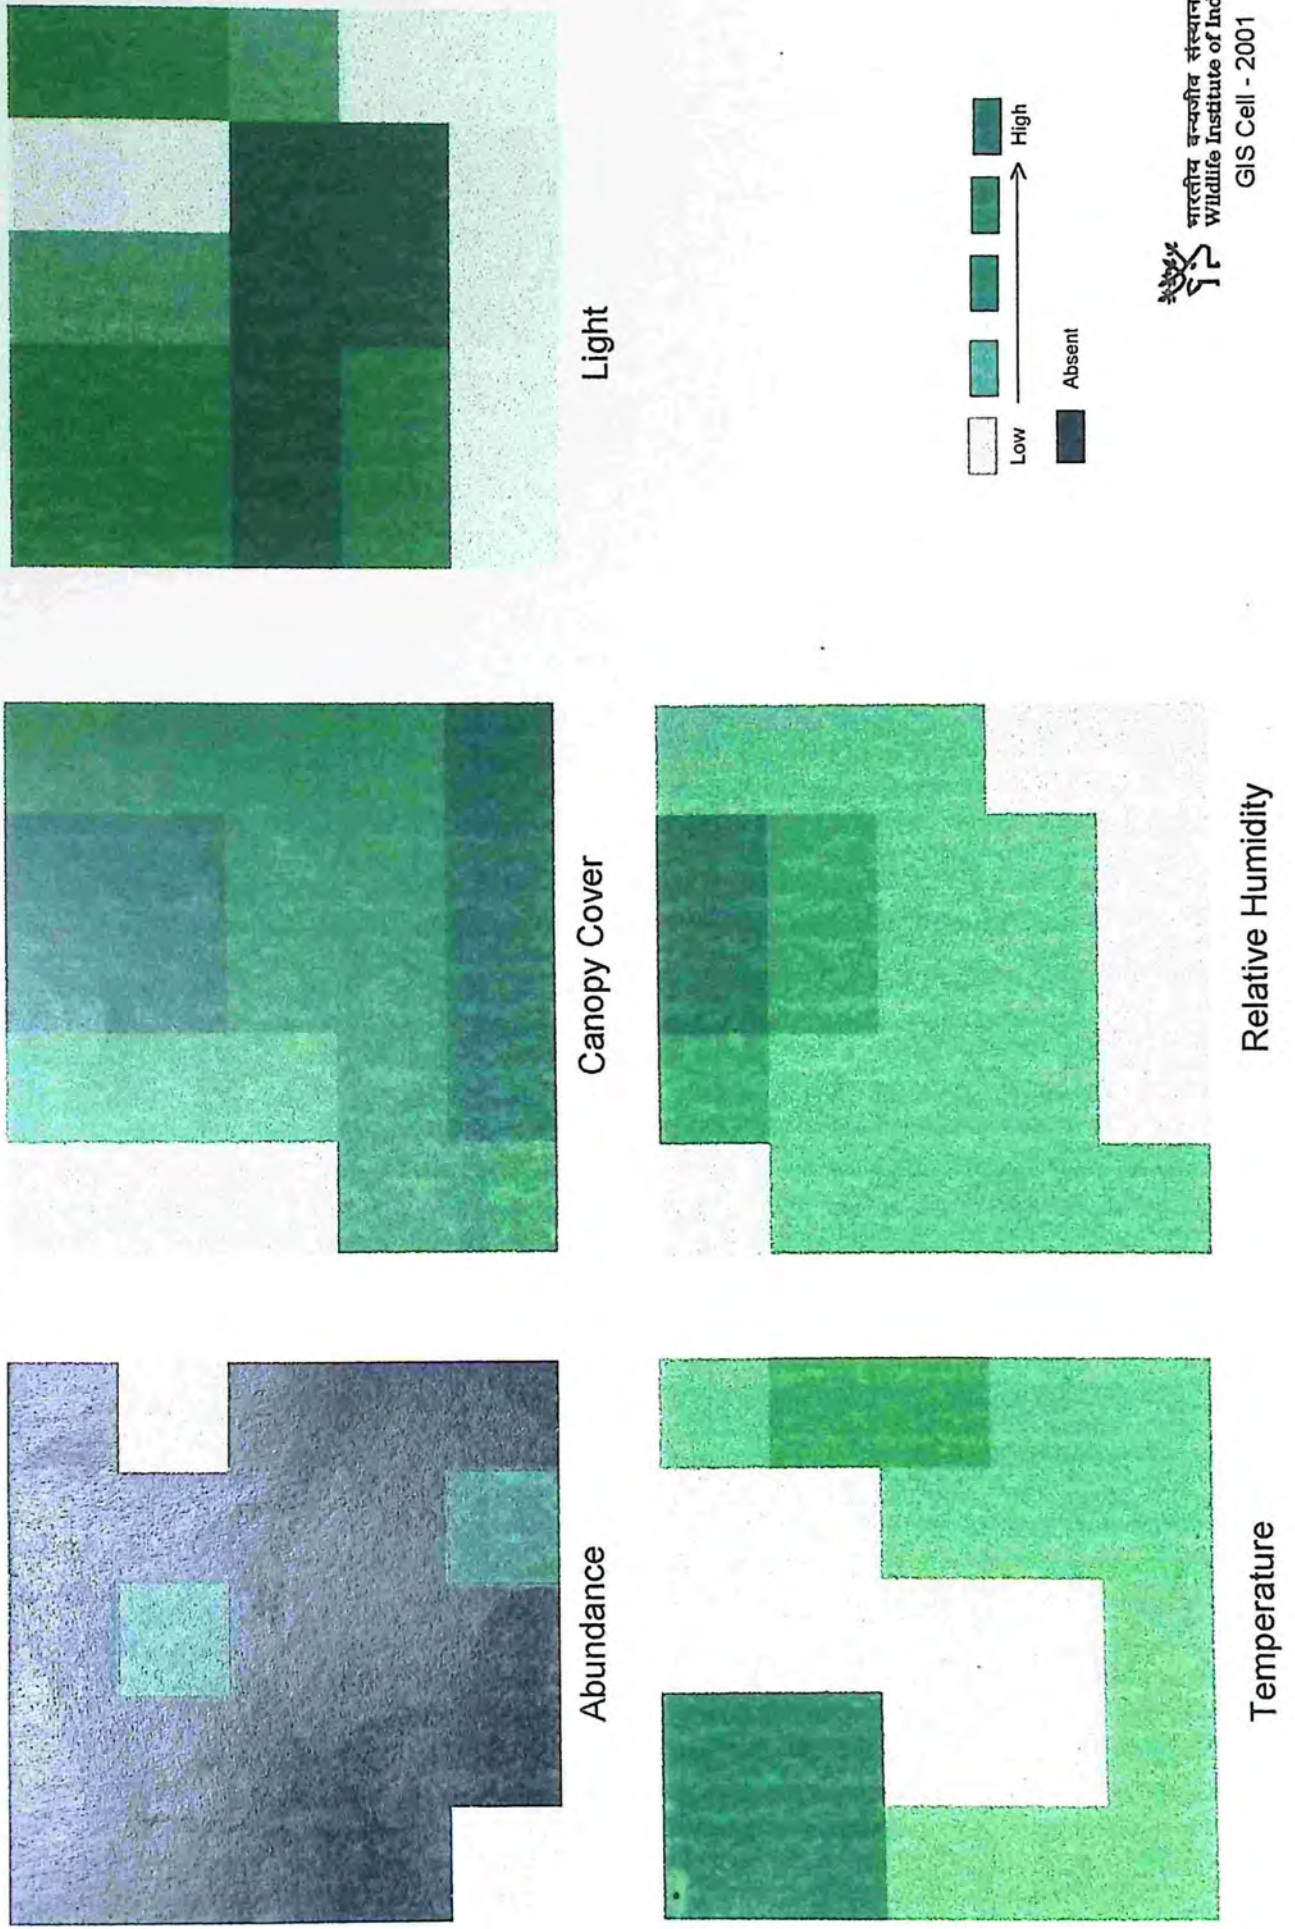 Abundance
Canopy Cover
Light
Temperature
Relative Humidity
Low
High
Absent
भारतीय वन्यजीव संस्थान
Wildlife Institute of
GIS Cell - 2001